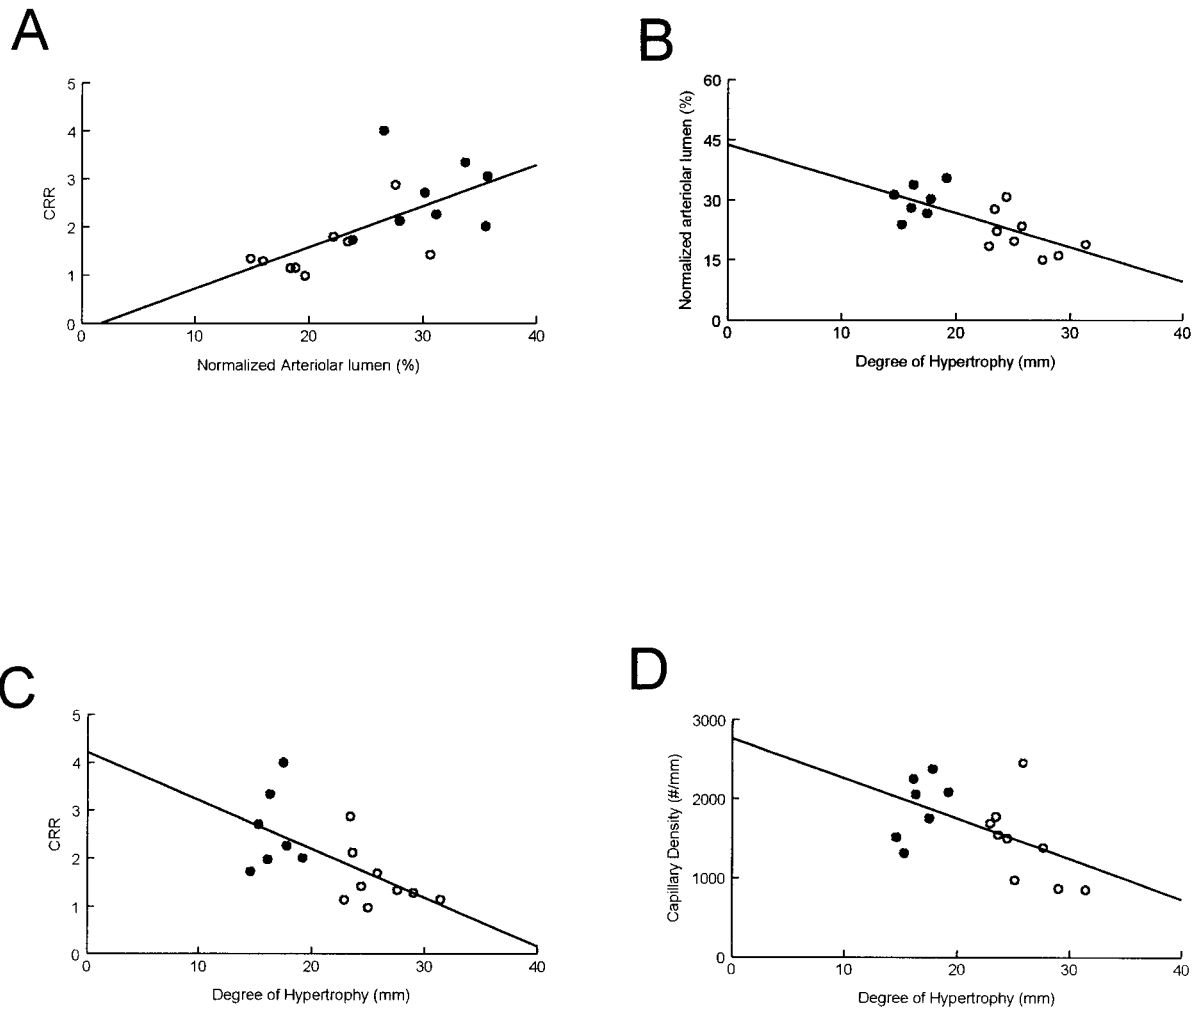 A
5
4
3
2
1
0
CRR
0 10 20 30 40
Normalized Arteriolar lumen (%)
B
60
45
30
15
0
Normalized arteriolar lumen (%)
0 10 20 30 40
Degree of Hypertrophy (mm)
C
5
4
3
2
1
0
CRR
0 10 20 30 40
Degree of Hypertrophy (mm)
D
3000
2000
1000
0
Capillary Density (#/mm)
0 10 20 30 40
Degree of Hypertrophy (mm)